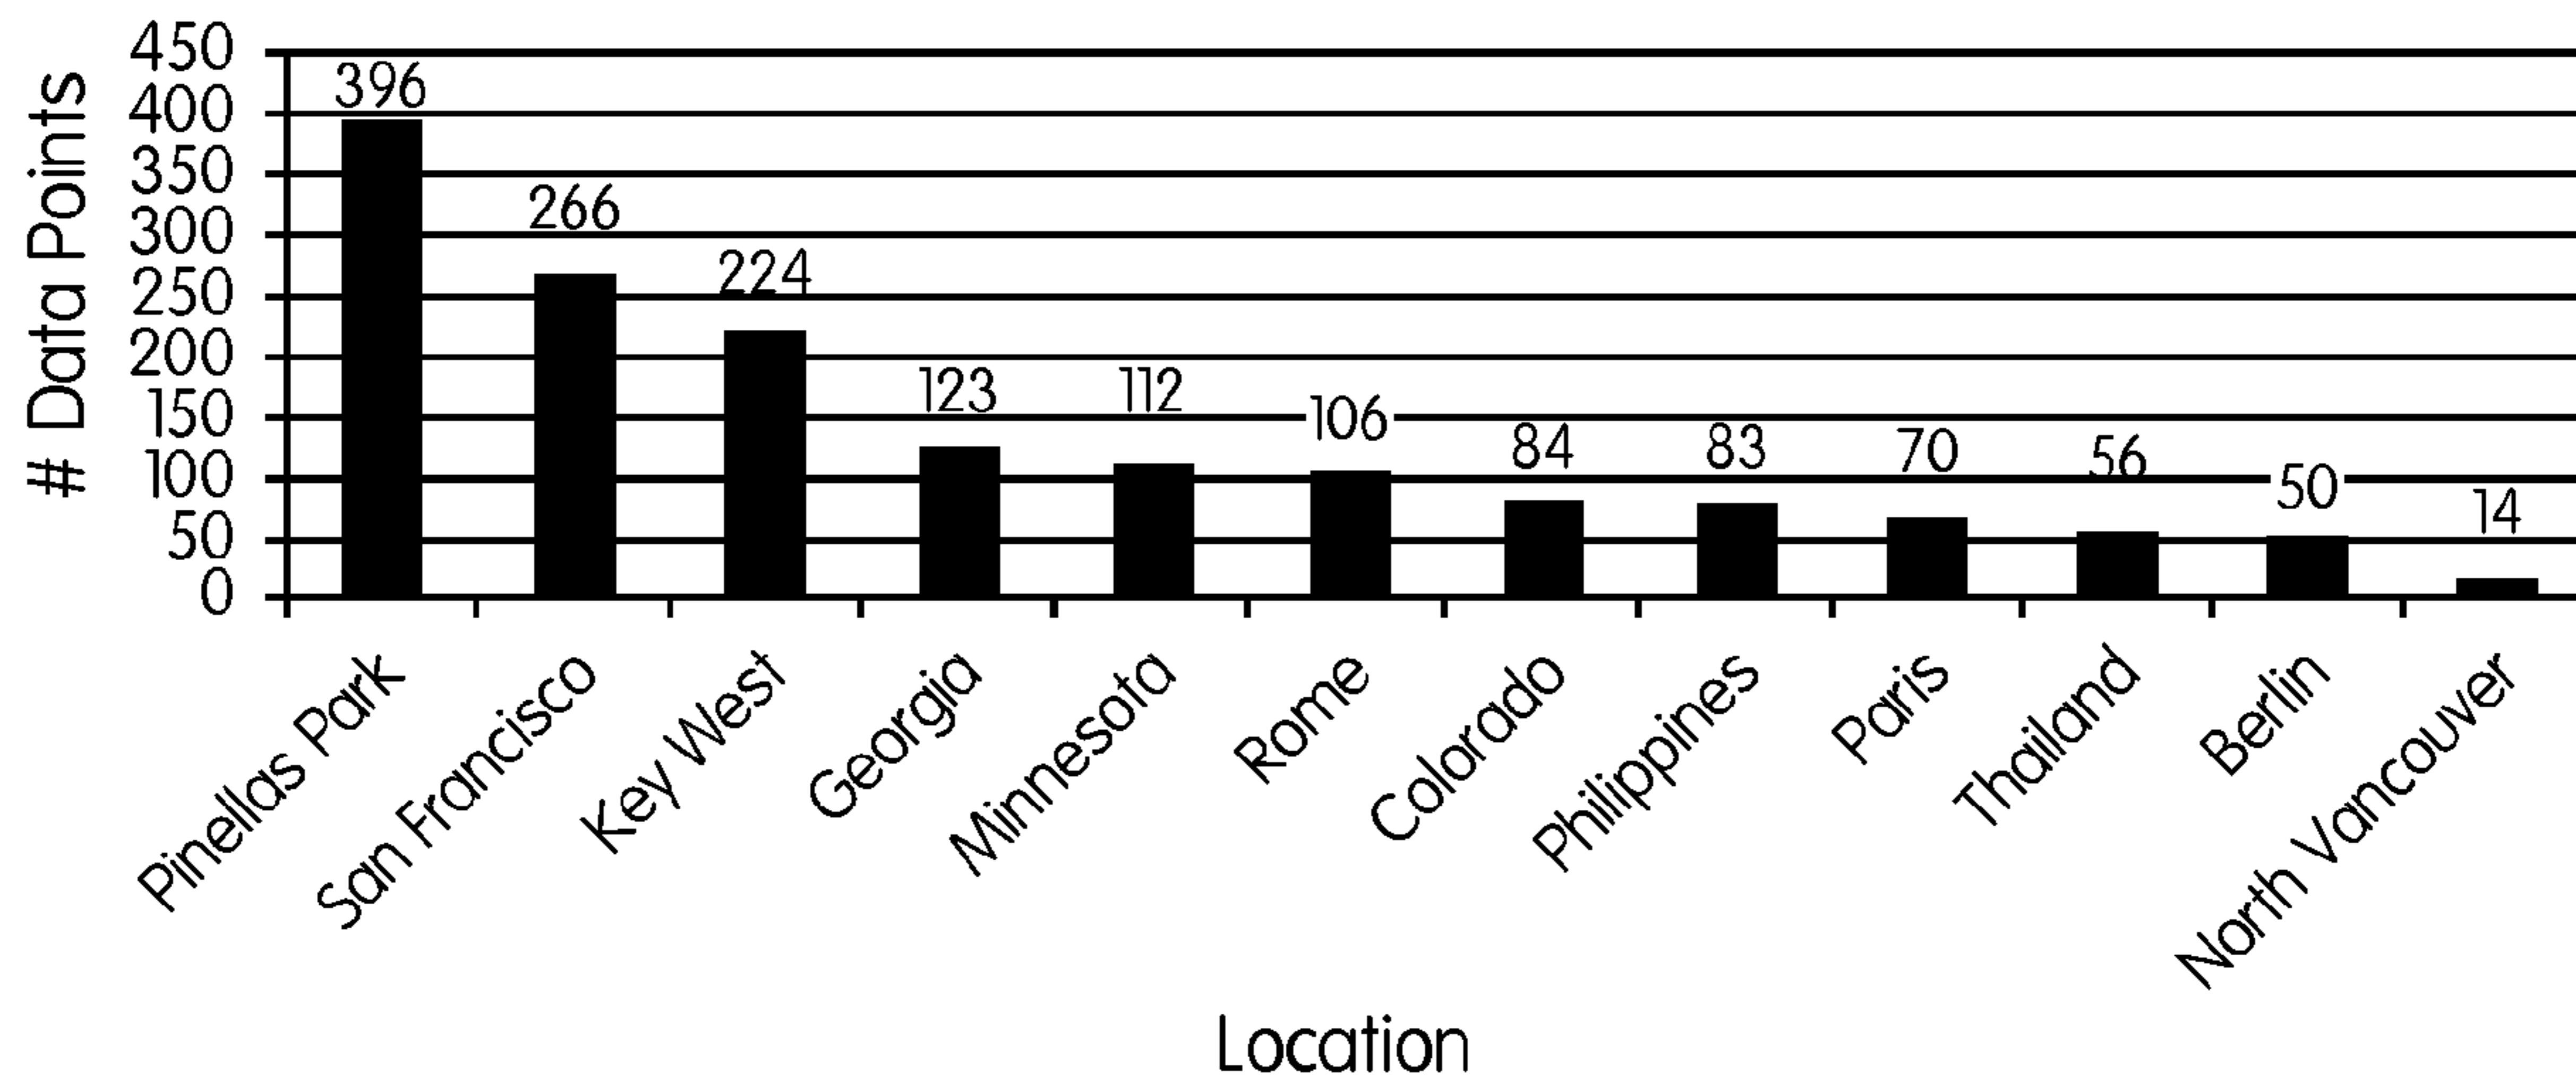 # Data Points
450
400
350
300
250
200
150
100
50
0
396
266
224
123
112
106
84
83
70
56
50
14
Pinellas Park
San Francisco
Key West
Georgia
Minnesota
Rome
Colorado
Philippines
Paris
Thailand
Berlin
North Vancouver
Location